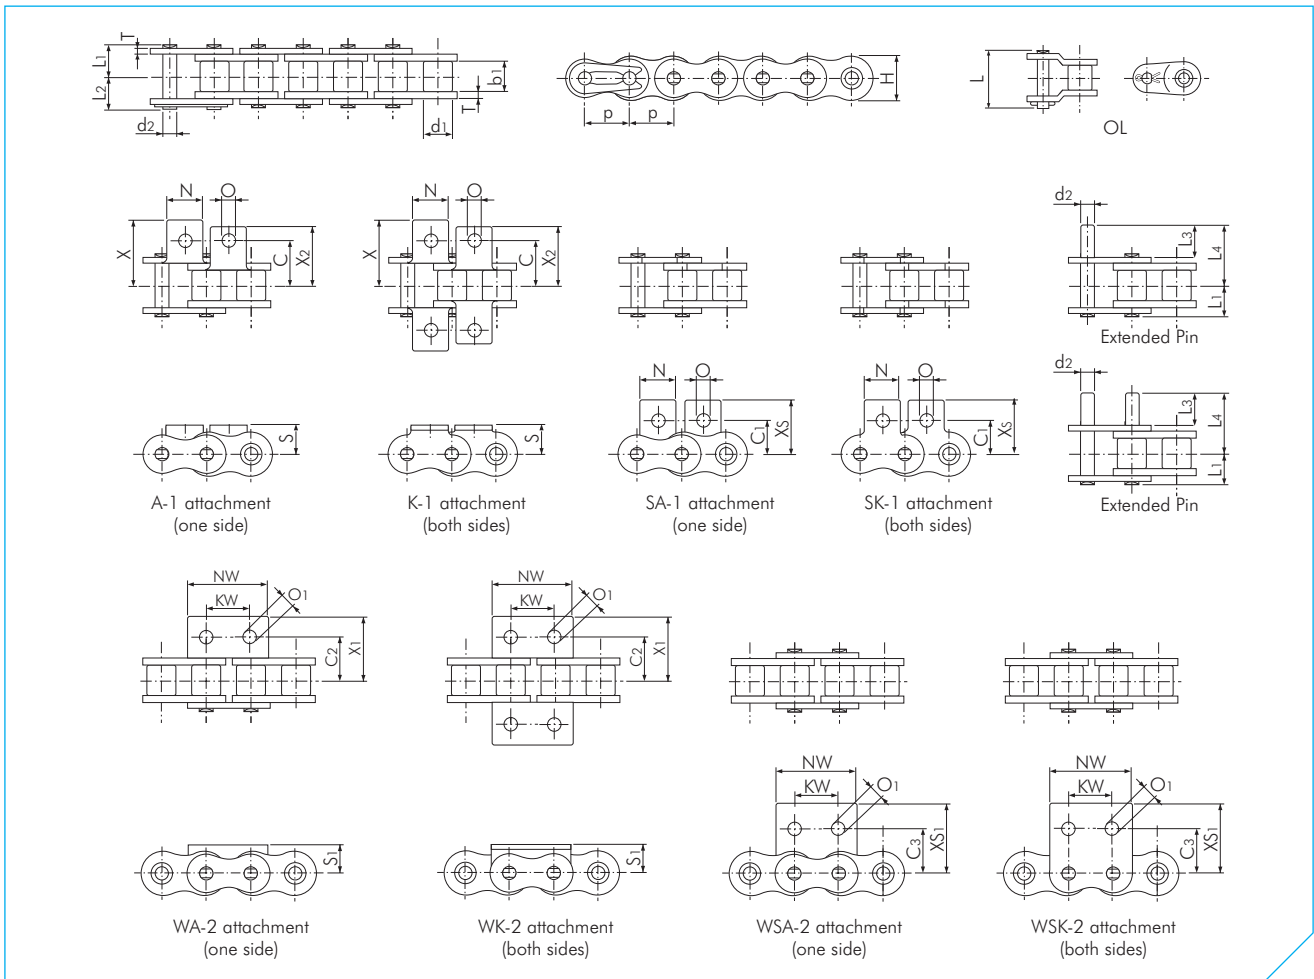 T
L1
L2
d2
d1
b1
T
p
p
H
L
OL
N
O
X
C
X2
N
O
X
C
X2
d2
L3
L4
L1
Extended Pin
S
A-1 attachment
(one side)
S
K-1 attachment
(both sides)
N
O
C1
XS
SA-1 attachment
(one side)
N
O
C1
XS
SK-1 attachment
(both sides)
d2
L3
L4
L1
Extended Pin
NW
KW
O1
C2
X1
NW
KW
O1
C2
X1
S1
WA-2 attachment
(one side)
S1
WK-2 attachment
(both sides)
NW
KW
O1
C3
XS1
WSA-2 attachment
(one side)
NW
KW
O1
C3
XS1
WSK-2 attachment
(both sides)